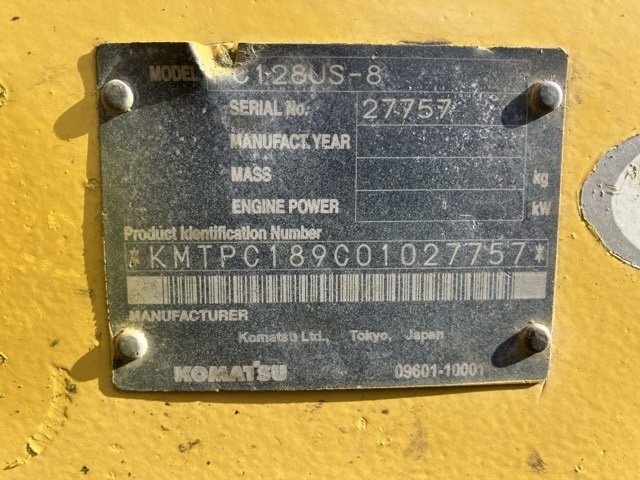 MODEL C128US-8
SERIAL No. 27757
MANUFACT. YEAR
MASS kg
ENGINE POWER kW
Product Identification Number
*KMTPC189C01027757*
MANUFACTURER
Komatsu Ltd., Tokyo, Japan
KOMATSU 09601-10001